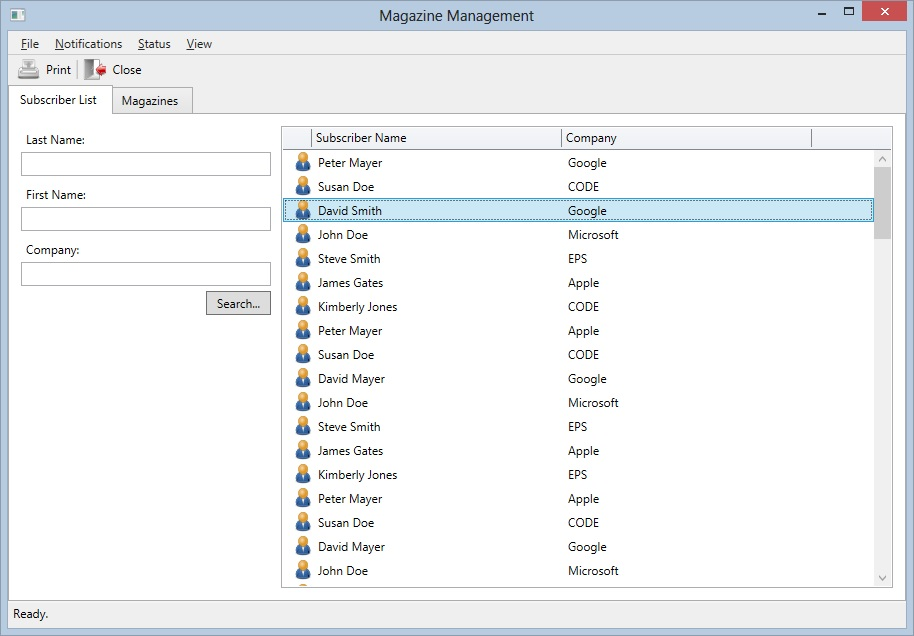 Magazine Management
File Notifications Status View
Print Close
Subscriber List Magazines
Last Name:
First Name:
Company:
Search...
Subscriber Name Company
Peter Mayer Google
Susan Doe CODE
David Smith Google
John Doe Microsoft
Steve Smith EPS
James Gates Apple
Kimberly Jones CODE
Peter Mayer Apple
Susan Doe CODE
David Mayer Google
John Doe Microsoft
Steve Smith EPS
James Gates Apple
Kimberly Jones EPS
Peter Mayer Apple
Susan Doe CODE
David Mayer Google
John Doe Microsoft
Ready.